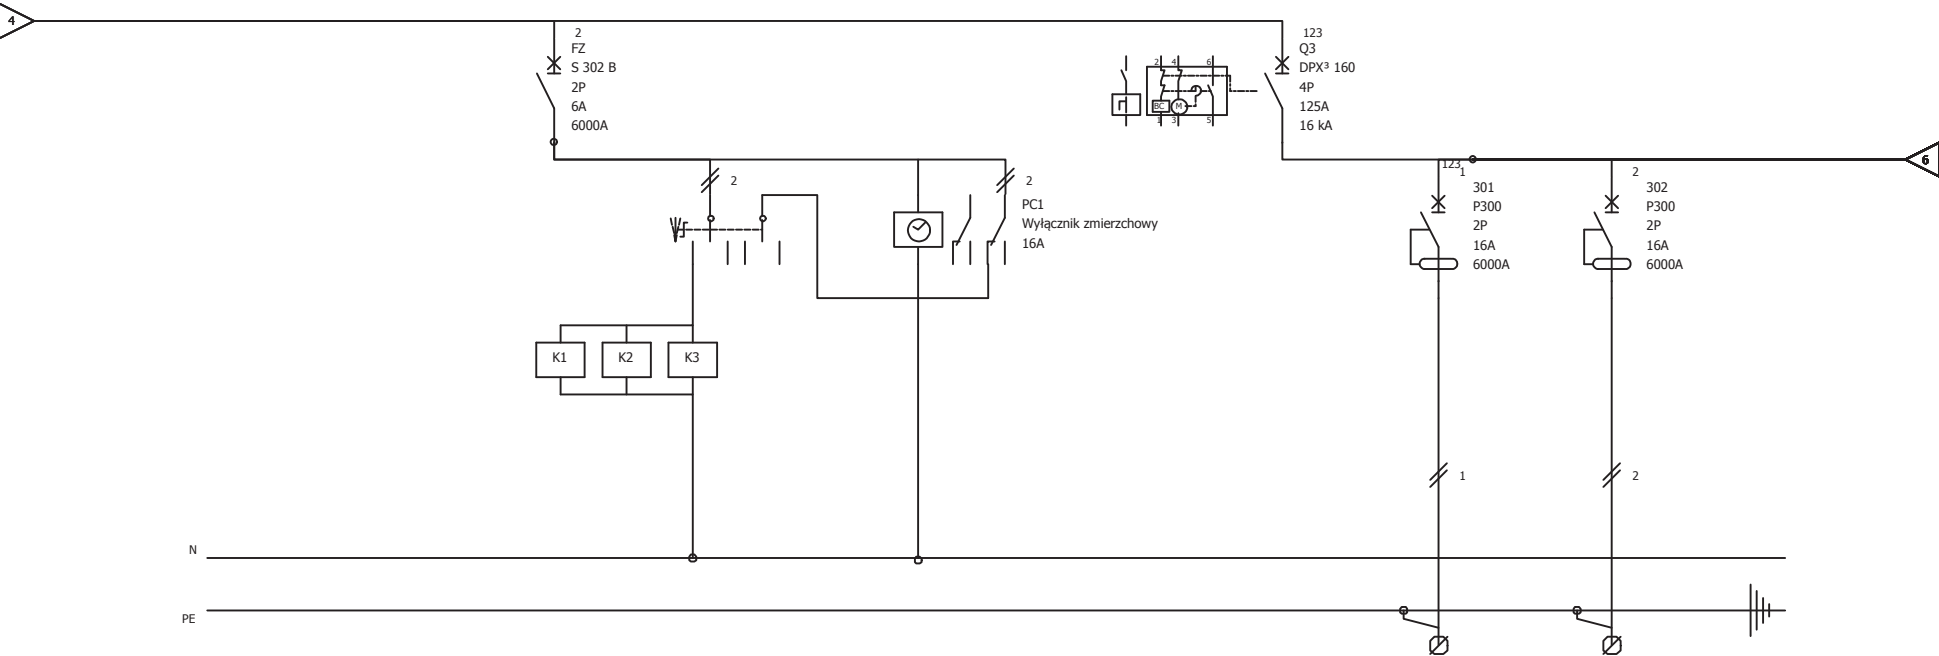 4
2
FZ
S 302 B
2P
6A
6000A
123
Q3
DPX³ 160
4P
125A
16 kA
2 4 6
BC M
1 3 5
6
2
2
PC1
Wyłącznik zmierzchowy
16A
123
1
301
P300
2P
16A
6000A
2
302
P300
2P
16A
6000A
K1 K2 K3
1
2
N
PE